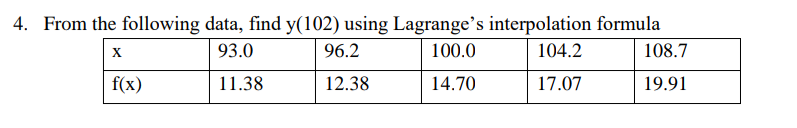 4. From the following data, find y(102) using Lagrange’s interpolation formula
x 93.0 96.2 100.0 104.2 108.7
f(x) 11.38 12.38 14.70 17.07 19.91